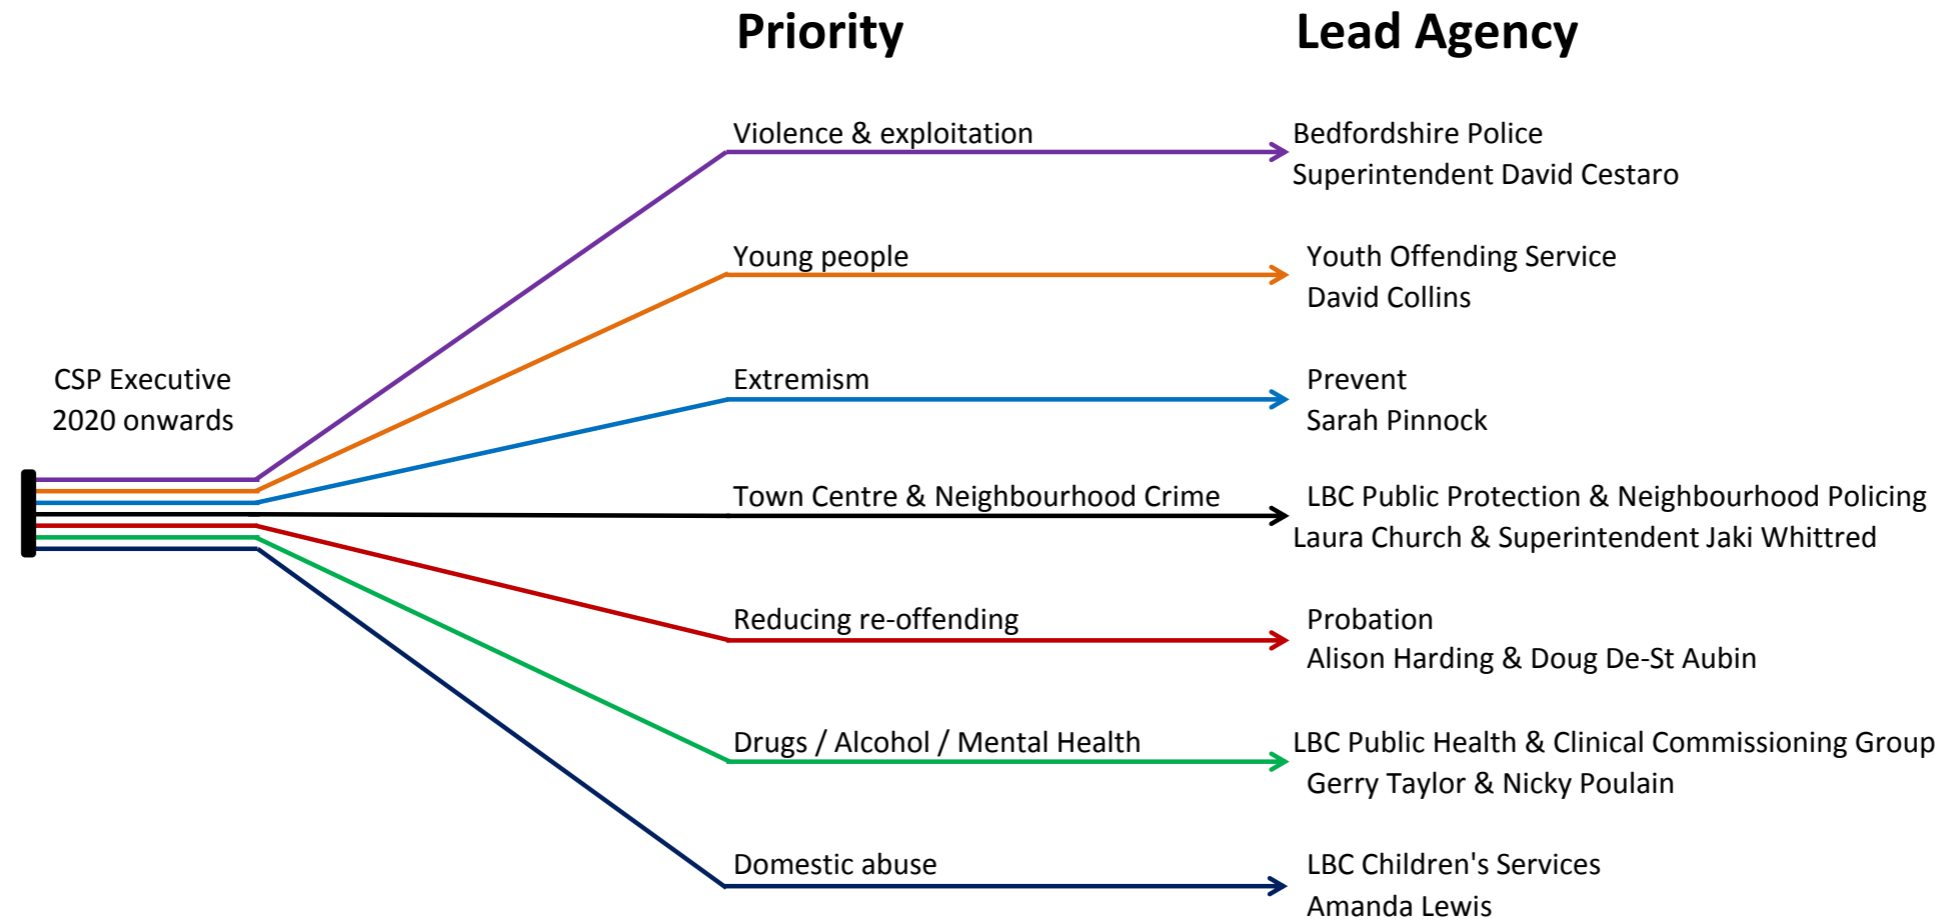 Priority
Lead Agency
Violence & exploitation
Bedfordshire Police
Superintendent David Cestaro
Young people
Youth Offending Service
David Collins
CSP Executive
2020 onwards
Extremism
Prevent
Sarah Pinnock
Town Centre & Neighbourhood Crime
LBC Public Protection & Neighbourhood Policing
Laura Church & Superintendent Jaki Whittred
Reducing re-offending
Probation
Alison Harding & Doug De-St Aubin
Drugs / Alcohol / Mental Health
LBC Public Health & Clinical Commissioning Group
Gerry Taylor & Nicky Poulain
Domestic abuse
LBC Children's Services
Amanda Lewis